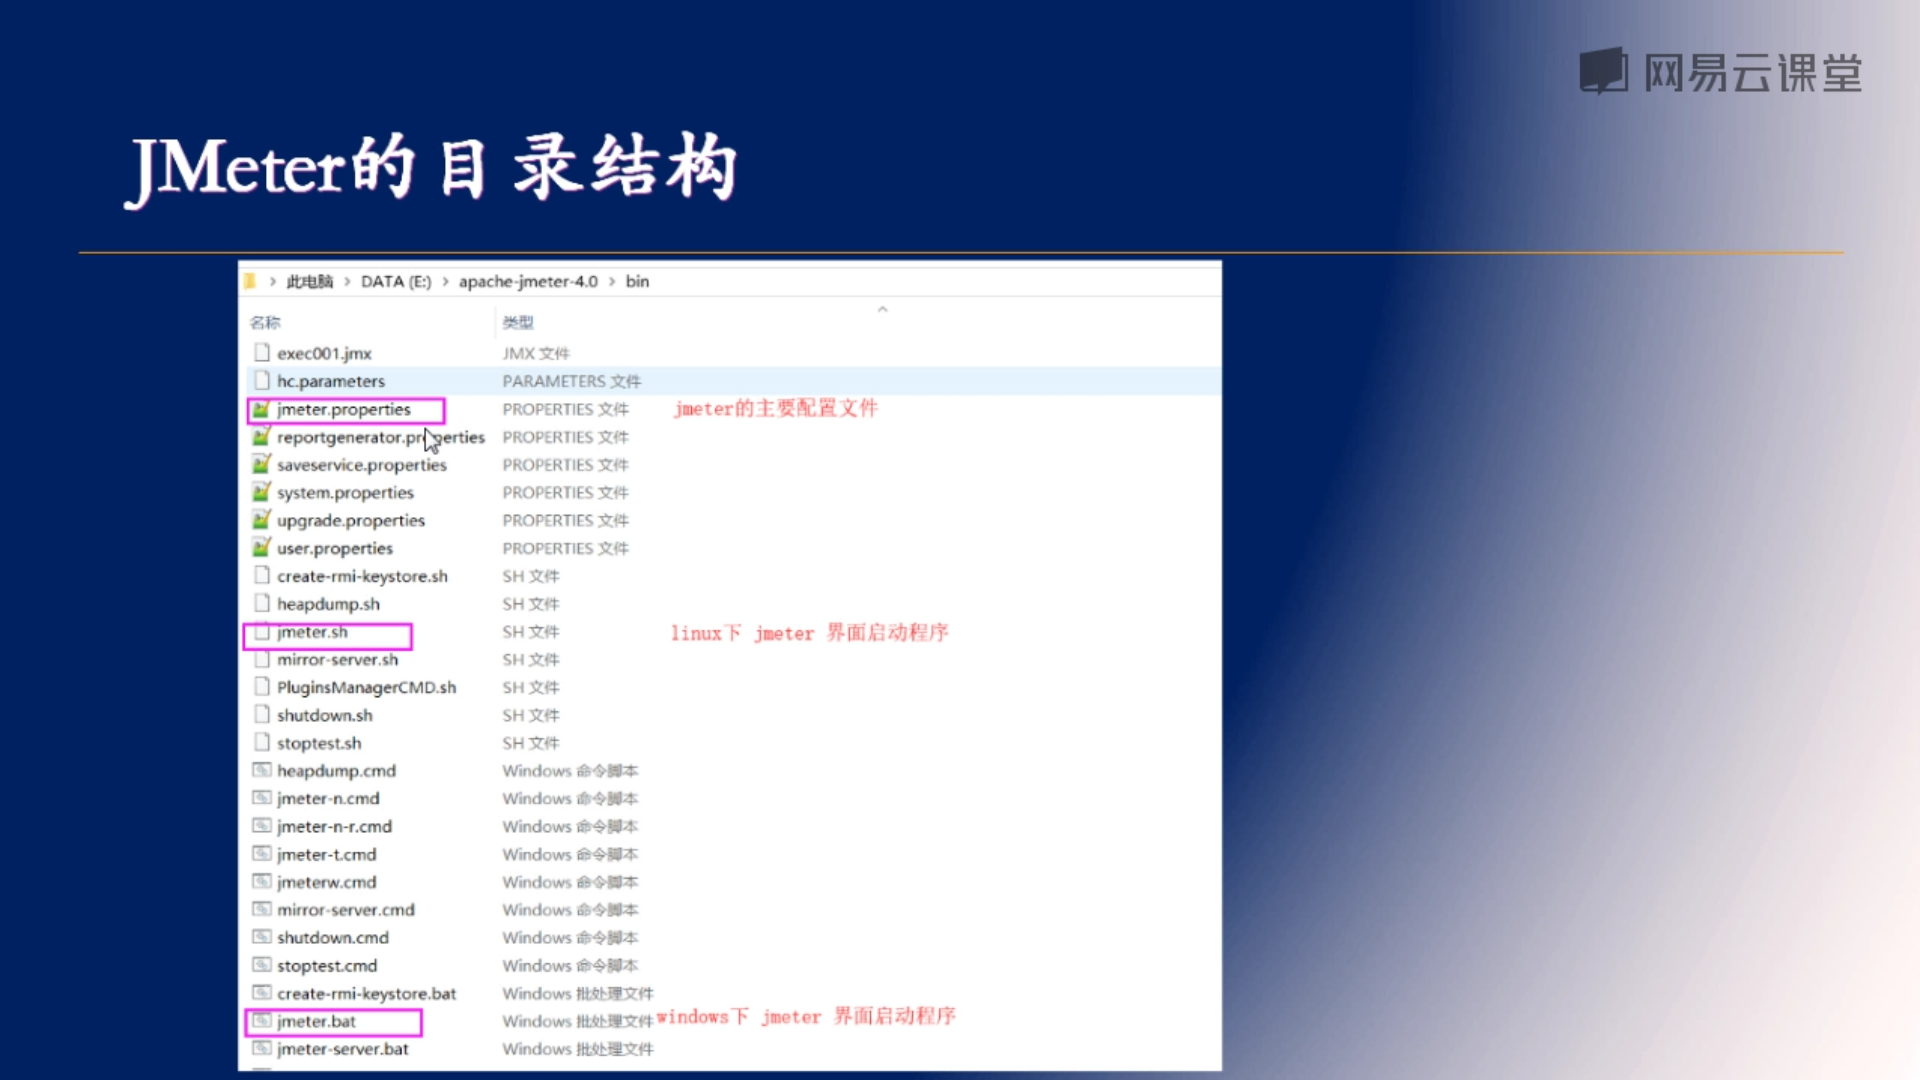 网易云课堂
JMeter的目录结构
> 此电脑 > DATA (E:) > apache-jmeter-4.0 > bin
名称 类型
exec001.jmx JMX 文件
hc.parameters PARAMETERS 文件
jmeter.properties PROPERTIES 文件 jmeter的主要配置文件
reportgenerator.properties PROPERTIES 文件
saveservice.properties PROPERTIES 文件
system.properties PROPERTIES 文件
upgrade.properties PROPERTIES 文件
user.properties PROPERTIES 文件
create-rmi-keystore.sh SH 文件
heapdump.sh SH 文件
jmeter.sh SH 文件 linux下 jmeter 界面启动程序
mirror-server.sh SH 文件
PluginsManagerCMD.sh SH 文件
shutdown.sh SH 文件
stoptest.sh SH 文件
heapdump.cmd Windows 命令脚本
jmeter-n.cmd Windows 命令脚本
jmeter-n-r.cmd Windows 命令脚本
jmeter-t.cmd Windows 命令脚本
jmeterw.cmd Windows 命令脚本
mirror-server.cmd Windows 命令脚本
shutdown.cmd Windows 命令脚本
stoptest.cmd Windows 命令脚本
create-rmi-keystore.bat Windows 批处理文件
jmeter.bat Windows 批处理文件 windows下 jmeter 界面启动程序
jmeter-server.bat Windows 批处理文件